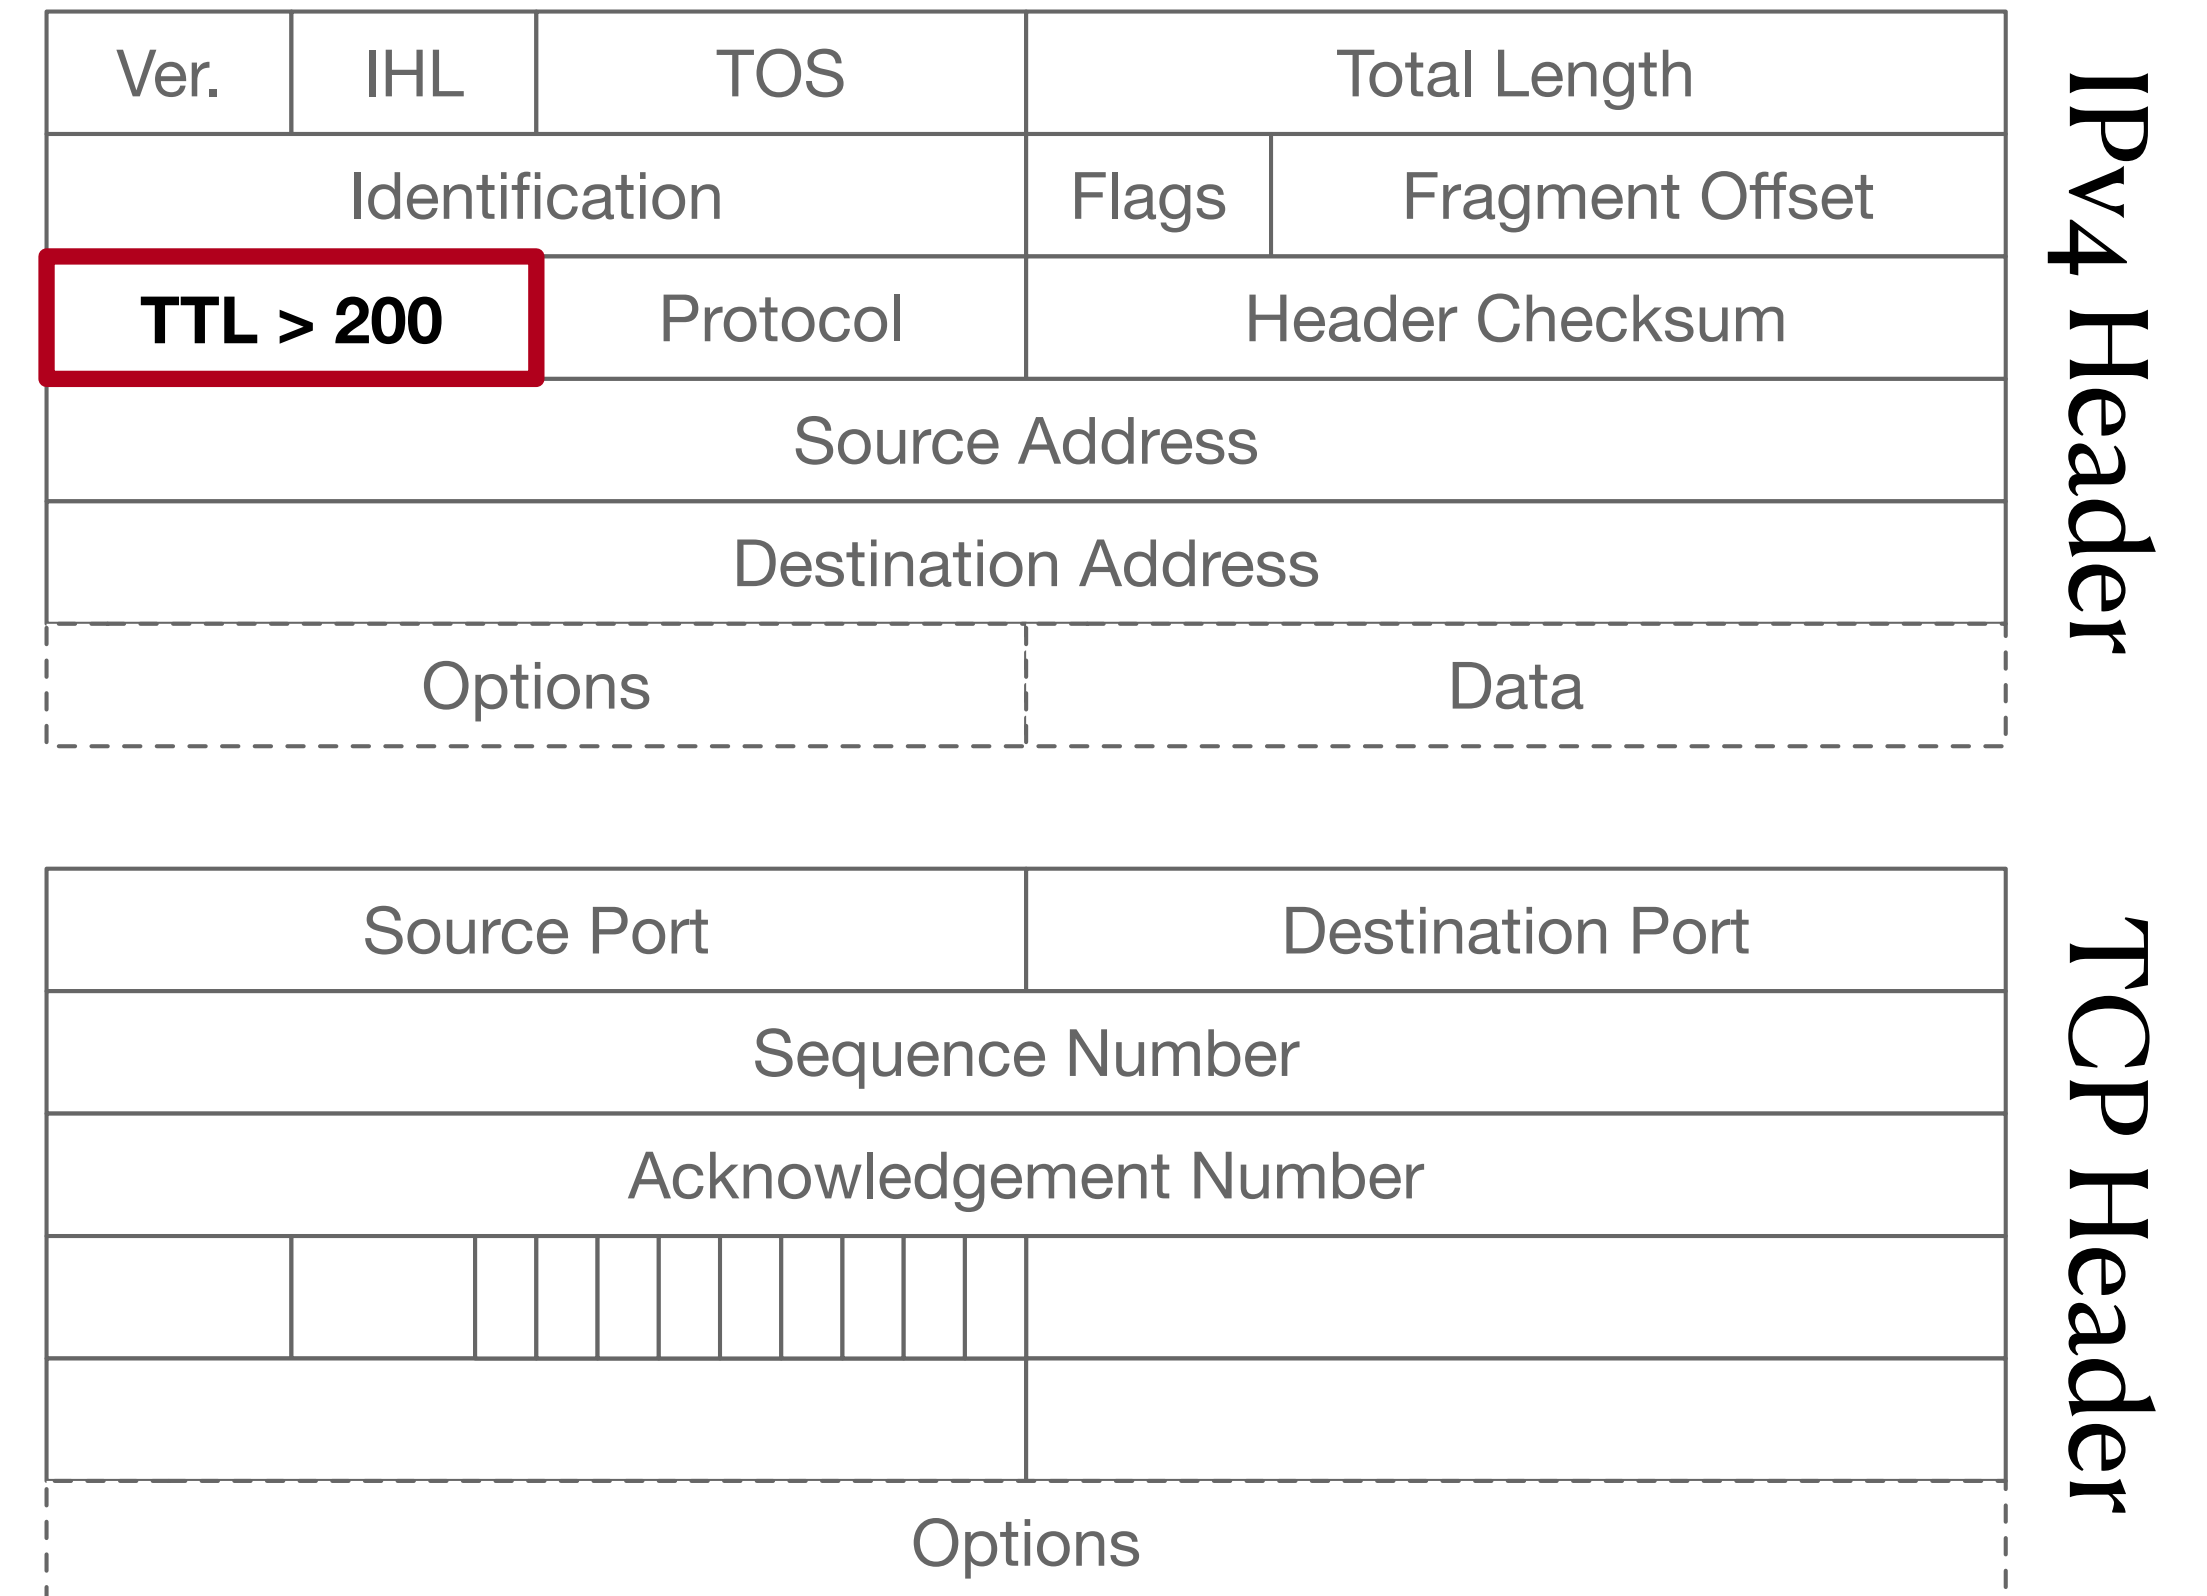 Ver. IHL TOS Total Length
Identification Flags Fragment Offset
TTL > 200 Protocol Header Checksum
Source Address
Destination Address
Options Data
IPv4 Header
Source Port Destination Port
Sequence Number
Acknowledgement Number
Options
TCP Header